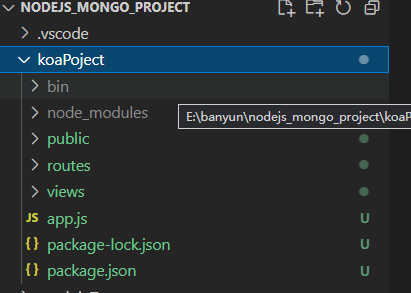 NODEJS_MONGO_PROJECT
.vscode
koaPoject
bin
node_modules
E:\banyun\nodejs_mongo_project\koaP
public
routes
views
JS app.js U
{} package-lock.json U
{} package.json U